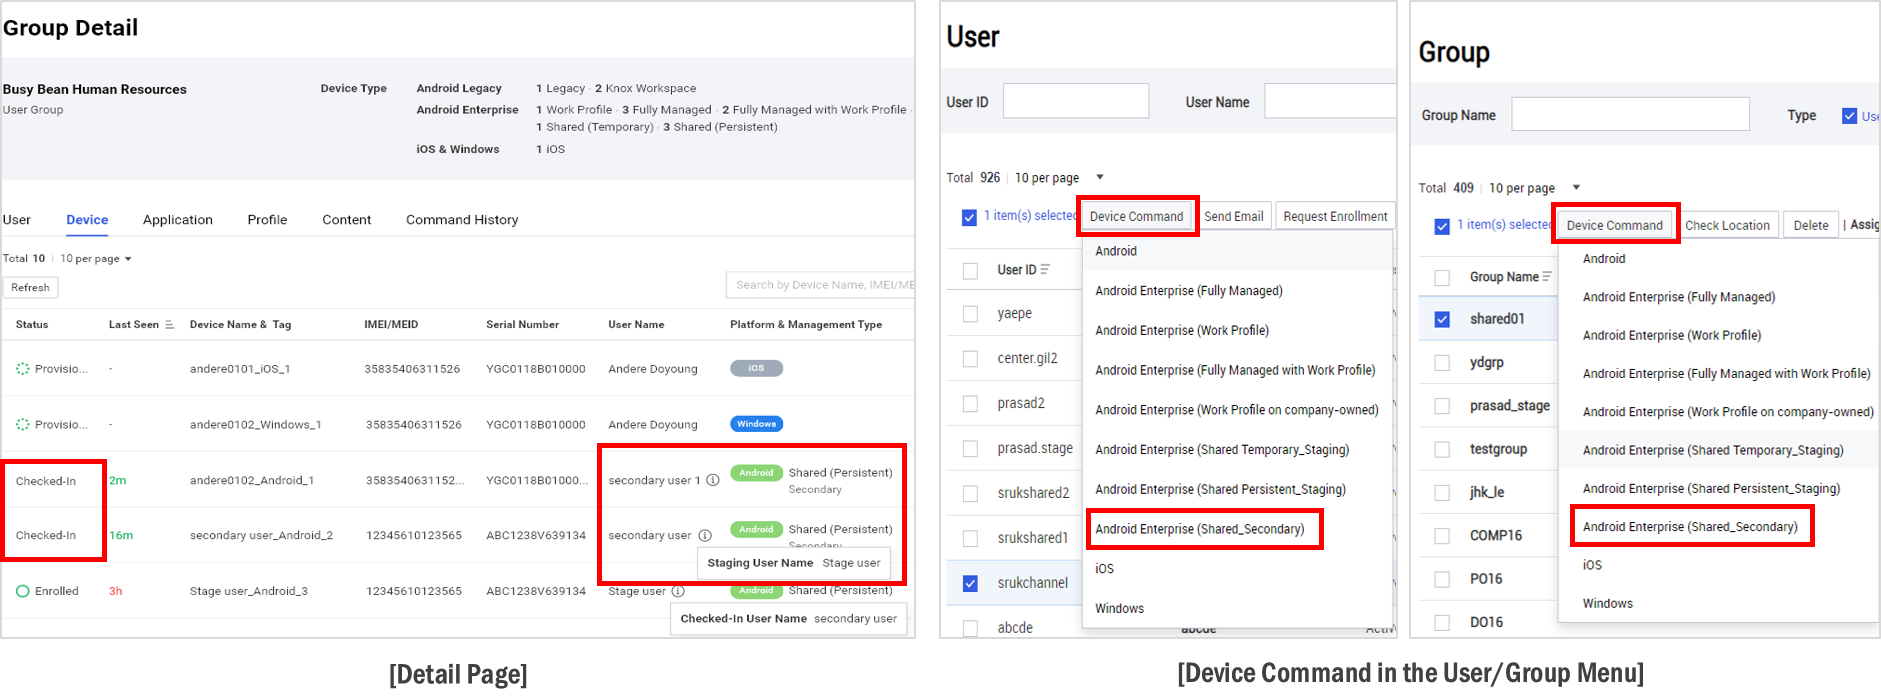 Group Detail
Busy Bean Human Resources
User Group
Device Type
Android Legacy 1 Legacy · 2 Knox Workspace
Android Enterprise 1 Work Profile · 3 Fully Managed · 2 Fully Managed with Work Profile ·
1 Shared (Temporary) · 3 Shared (Persistent)
iOS & Windows 1 iOS
User Device Application Profile Content Command History
Total 10 | 10 per page
Refresh
Search by Device Name, IMEI/ME
Status Last Seen Device Name & Tag IMEI/MEID Serial Number User Name Platform & Management Type
Provisio... - andere0101_iOS_1 35835406311526 YGC0118B010000 Andere Doyoung iOS
Provisio... - andere0102_Windows_1 35835406311526 YGC0118B010000 Andere Doyoung Windows
Checked-In 2m andere0102_Android_1 3583540631152... YGC0118B01000... secondary user 1 Android Shared (Persistent)
Secondary
Checked-In 16m secondary user_Android_2 12345610123565 ABC1238V639134 secondary user Android Shared (Persistent)
Secondary
Staging User Name Stage user
Enrolled 3h Stage user_Android_3 12345610123565 ABC1238V639134 Stage user Android Shared (Persistent)
Checked-In User Name secondary user
[Detail Page]
User
User ID User Name
Total 926 | 10 per page
1 item(s) selected Device Command Send Email Request Enrollment
User ID
yaepe
center.gil2
prasad2
prasad.stage
srukshared2
srukshared1
srukchannel
abcde abcde
Android
Android Enterprise (Fully Managed)
Android Enterprise (Work Profile)
Android Enterprise (Fully Managed with Work Profile)
Android Enterprise (Work Profile on company-owned)
Android Enterprise (Shared Temporary_Staging)
Android Enterprise (Shared Persistent_Staging)
Android Enterprise (Shared_Secondary)
iOS
Windows
Group
Group Name Type Use
Total 409 | 10 per page
1 item(s) selected Device Command Check Location Delete | Assig
Group Name
shared01
ydgrp
prasad_stage
testgroup
jhk_le
COMP16
PO16
DO16
Android
Android Enterprise (Fully Managed)
Android Enterprise (Work Profile)
Android Enterprise (Fully Managed with Work Profile)
Android Enterprise (Work Profile on company-owned)
Android Enterprise (Shared Temporary_Staging)
Android Enterprise (Shared Persistent_Staging)
Android Enterprise (Shared_Secondary)
iOS
Windows
[Device Command in the User/Group Menu]